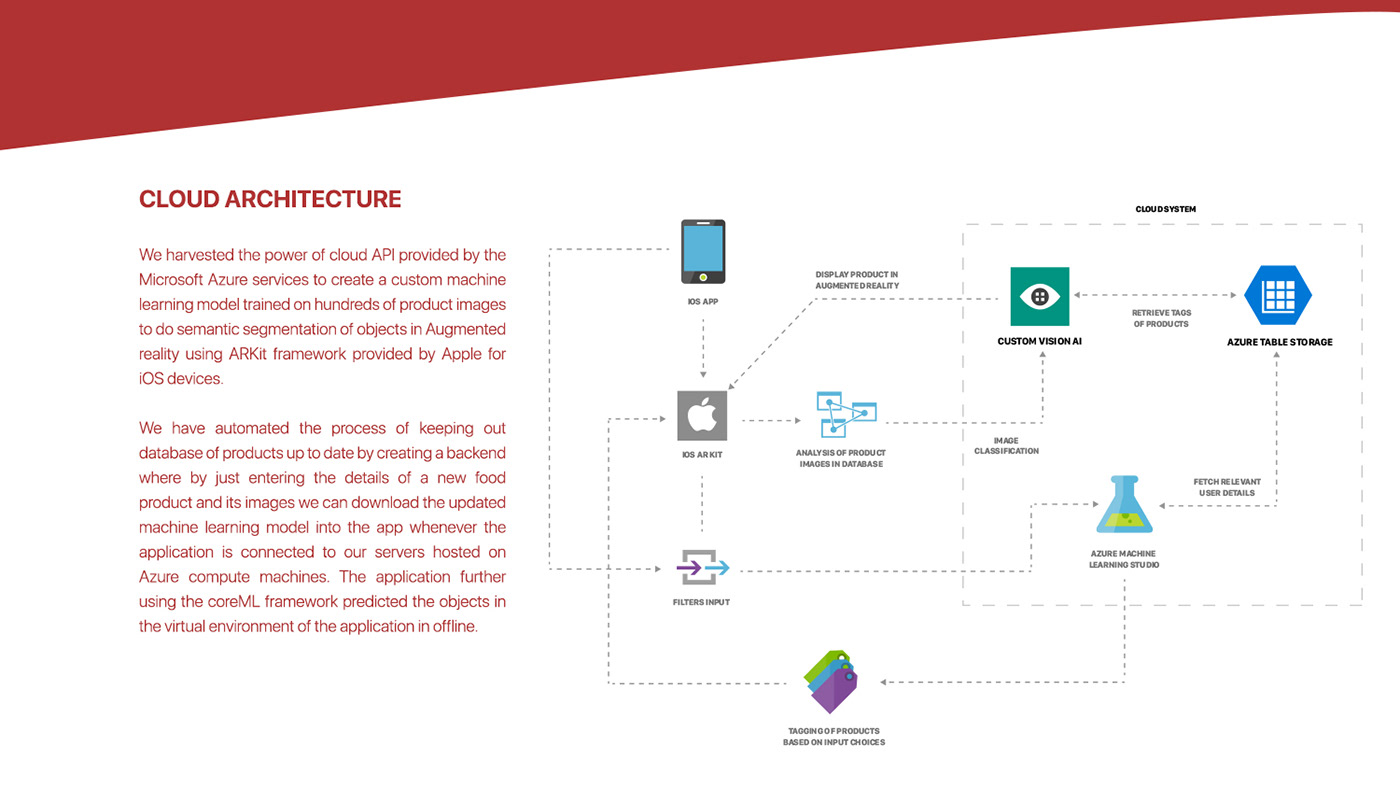 CLOUD ARCHITECTURE
We harvested the power of cloud API provided by the
Microsoft Azure services to create a custom machine
learning model trained on hundreds of product images
to do semantic segmentation of objects in Augmented
reality using ARKit framework provided by Apple for
iOS devices.
We have automated the process of keeping out
database of products up to date by creating a backend
where by just entering the details of a new food
product and its images we can download the updated
machine learning model into the app whenever the
application is connected to our servers hosted on
Azure compute machines. The application further
using the coreML framework predicted the objects in
the virtual environment of the application in offline.
CLOUD SYSTEM
IOS APP
DISPLAY PRODUCT IN
AUGMENTED REALITY
CUSTOM VISION AI
RETRIEVE TAGS
OF PRODUCTS
AZURE TABLE STORAGE
IOS AR KIT
ANALYSIS OF PRODUCT
IMAGES IN DATABASE
IMAGE
CLASSIFICATION
FETCH RELEVANT
USER DETAILS
AZURE MACHINE
LEARNING STUDIO
FILTERS INPUT
TAGGING OF PRODUCTS
BASED ON INPUT CHOICES